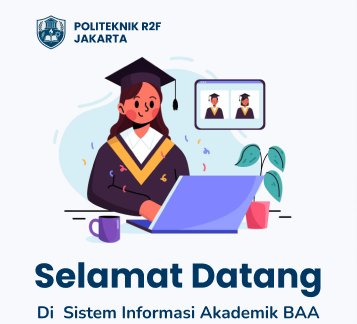 POLITEKNIK R2F
JAKARTA
Selamat Datang
Di Sistem Informasi Akademik BAA